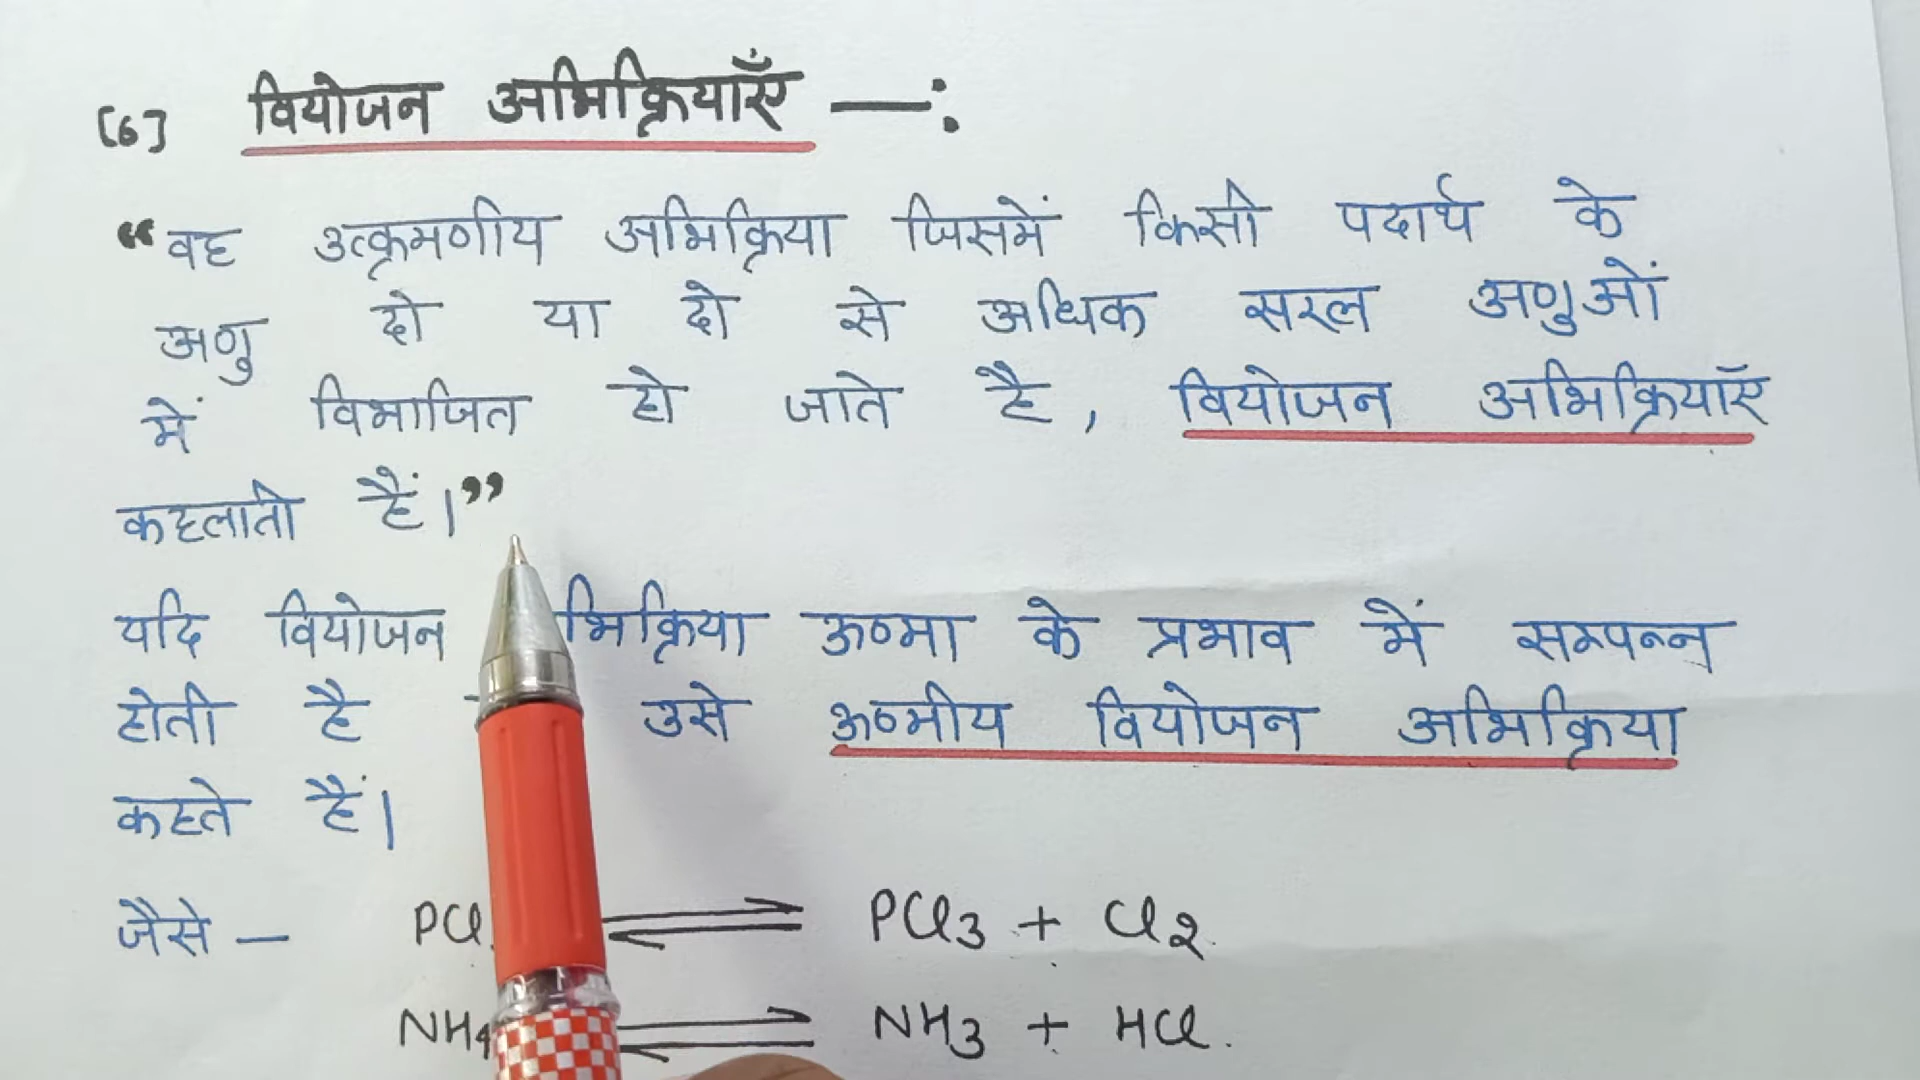 [6] वियोजन अभिक्रियाएँ —:
“वह उत्क्रमणीय अभिक्रिया जिसमें किसी पदार्थ के
अणु दो या दो से अधिक सरल अणुओं
में विभाजित हो जाते है, वियोजन अभिक्रियाएँ
कहलाती हैं।”
यदि वियोजन भिक्रिया ऊष्मा के प्रभाव में सम्पन्न
होती है उसे ऊष्मीय वियोजन अभिक्रिया
कहते हैं।
जैसे — PCl ⇌ PCl3 + Cl2
NH4 ⇌ NH3 + HCl.